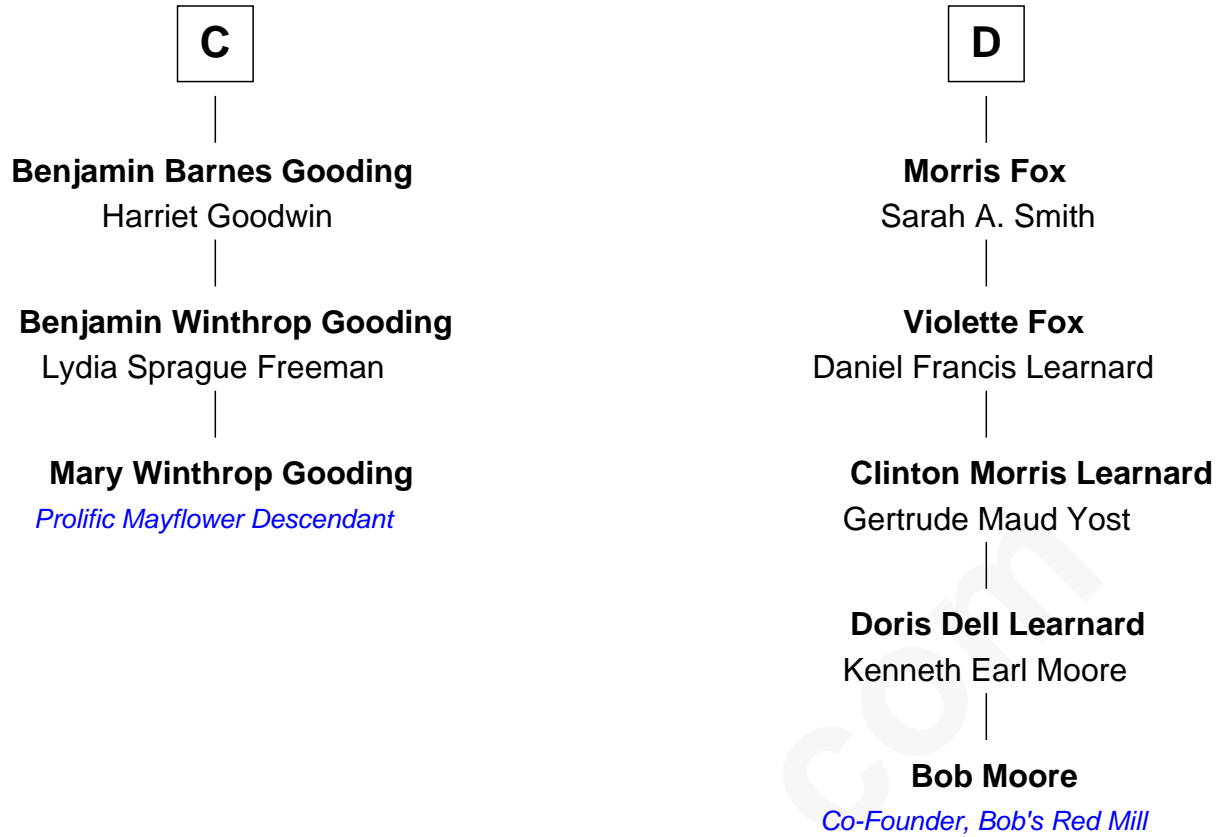 C
Benjamin Barnes Gooding
Harriet Goodwin
Benjamin Winthrop Gooding
Lydia Sprague Freeman
Mary Winthrop Gooding
Prolific Mayflower Descendant
D
Morris Fox
Sarah A. Smith
Violette Fox
Daniel Francis Learnard
Clinton Morris Learnard
Gertrude Maud Yost
Doris Dell Learnard
Kenneth Earl Moore
Bob Moore
Co-Founder, Bob's Red Mill
com